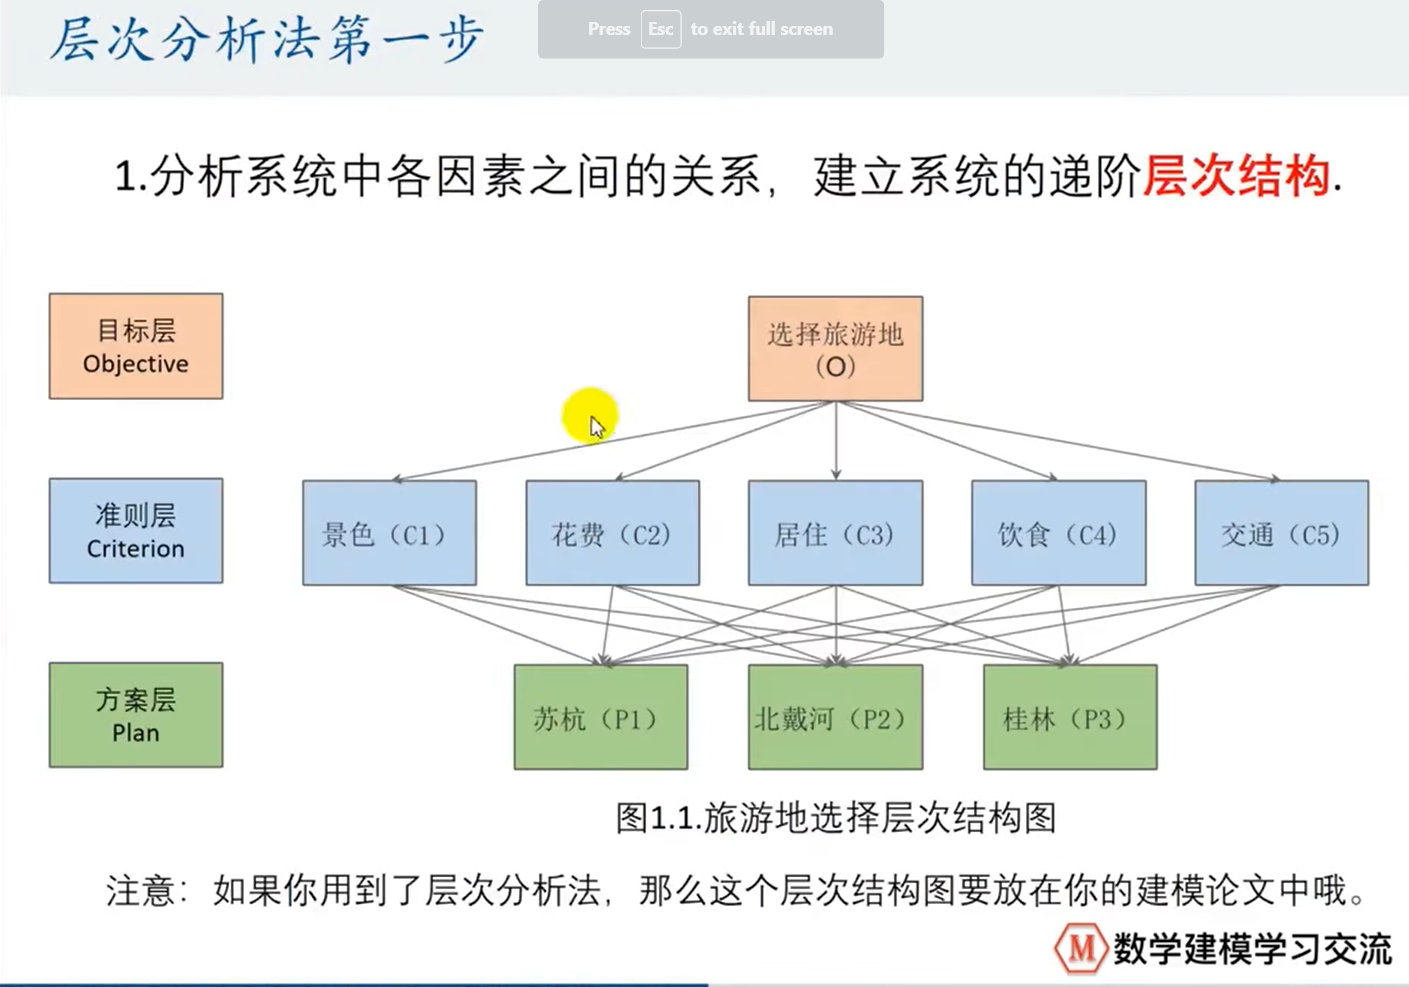 层次分析法第一步
Press Esc to exit full screen
1.分析系统中各因素之间的关系，建立系统的递阶层次结构.
目标层
Objective
选择旅游地
（O）
准则层
Criterion
景色（C1）
花费（C2）
居住（C3）
饮食（C4）
交通（C5）
方案层
Plan
苏杭（P1）
北戴河（P2）
桂林（P3）
图1.1.旅游地选择层次结构图
注意：如果你用到了层次分析法，那么这个层次结构图要放在你的建模论文中哦。
M 数学建模学习交流